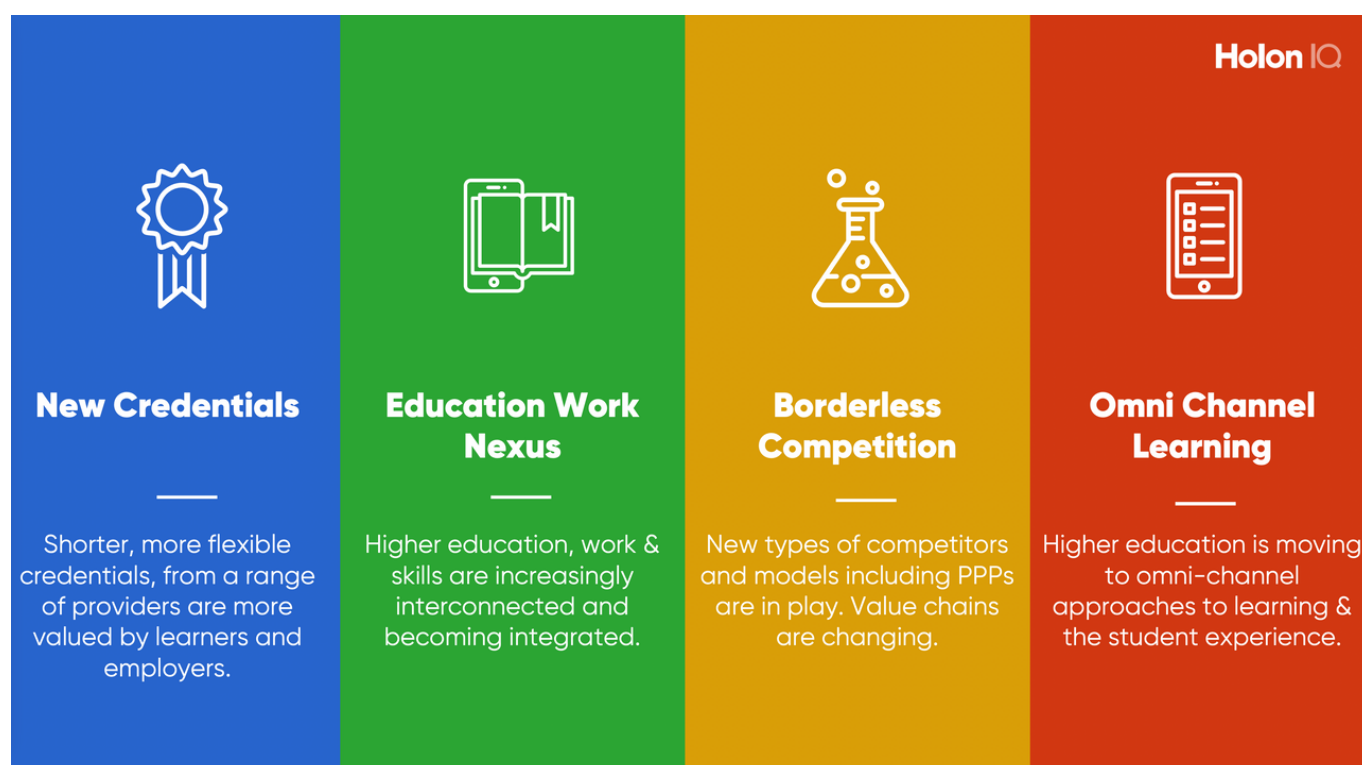 Holon IQ
New Credentials
Shorter, more flexible
credentials, from a range
of providers are more
valued by learners and
employers.
Education Work
Nexus
Higher education, work &
skills are increasingly
interconnected and
becoming integrated.
Borderless
Competition
New types of competitors
and models including PPPs
are in play. Value chains
are changing.
Omni Channel
Learning
Higher education is moving
to omni-channel
approaches to learning &
the student experience.